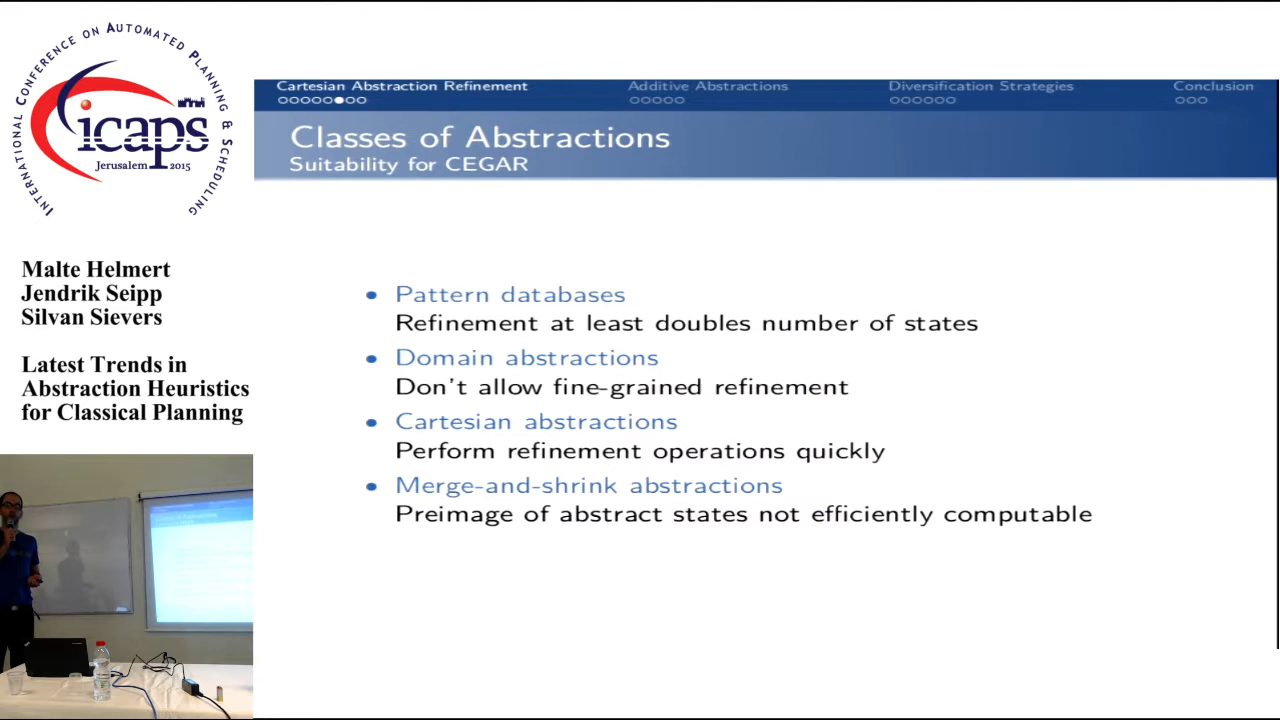 INTERNATIONAL CONFERENCE ON AUTOMATED PLANNING & SCHEDULING
icaps
Jerusalem 2015
Malte Helmert
Jendrik Seipp
Silvan Sievers
Latest Trends in
Abstraction Heuristics
for Classical Planning
Cartesian Abstraction Refinement
Additive Abstractions
Diversification Strategies
Conclusion
Classes of Abstractions
Suitability for CEGAR
• Pattern databases
Refinement at least doubles number of states
• Domain abstractions
Don't allow fine-grained refinement
• Cartesian abstractions
Perform refinement operations quickly
• Merge-and-shrink abstractions
Preimage of abstract states not efficiently computable